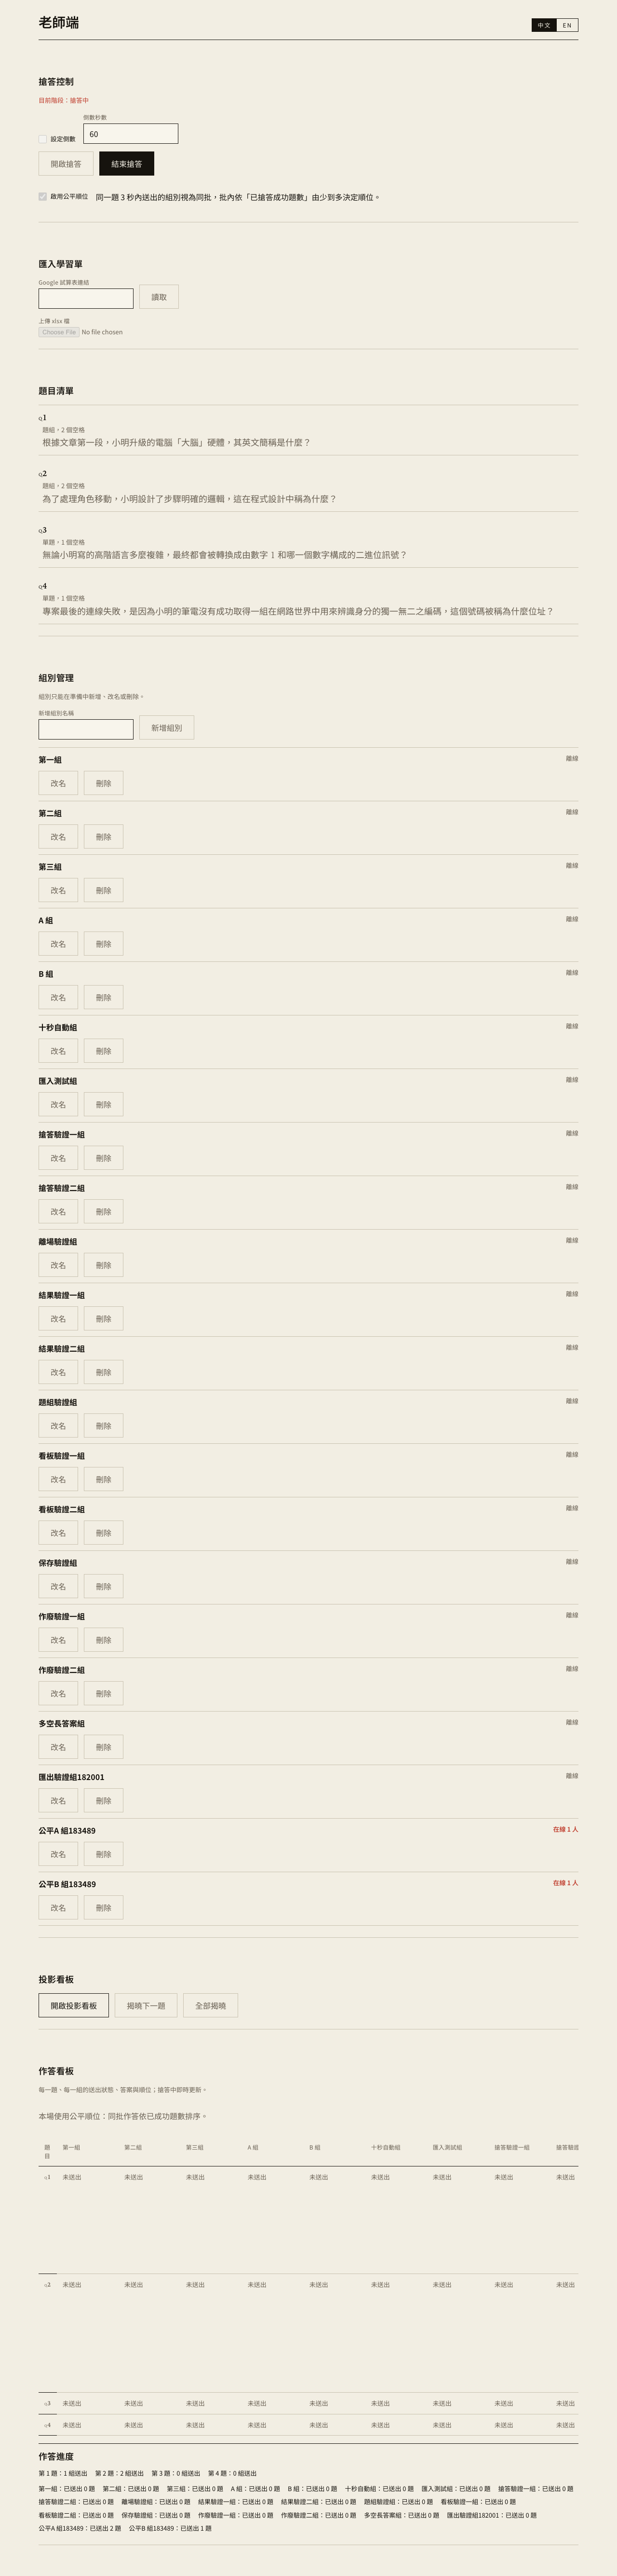 老師端
中文 EN
搶答控制
目前階段：搶答中
倒數秒數
設定倒數 60
開啟搶答 結束搶答
啟用公平順位 同一題 3 秒內送出的組別視為同批，批內依「已搶答成功題數」由少到多決定順位。
匯入學習單
Google 試算表連結
讀取
上傳 xlsx 檔
Choose File No file chosen
題目清單
Q1
題組，2 個空格
根據文章第一段，小明升級的電腦「大腦」硬體，其英文簡稱是什麼？
Q2
題組，2 個空格
為了處理角色移動，小明設計了步驟明確的邏輯，這在程式設計中稱為什麼？
Q3
單題，1 個空格
無論小明寫的高階語言多麼複雜，最終都會被轉換成由數字 1 和哪一個數字構成的二進位訊號？
Q4
單題，1 個空格
專案最後的連線失敗，是因為小明的筆電沒有成功取得一組在網路世界中用來辨識身分的獨一無二之編碼，這個號碼被稱為什麼位址？
組別管理
組別只能在準備中新增、改名或刪除。
新增組別名稱
新增組別
第一組 離線
改名 刪除
第二組 離線
改名 刪除
第三組 離線
改名 刪除
A 組 離線
改名 刪除
B 組 離線
改名 刪除
十秒自動組 離線
改名 刪除
匯入測試組 離線
改名 刪除
搶答驗證一組 離線
改名 刪除
搶答驗證二組 離線
改名 刪除
離場驗證組 離線
改名 刪除
結果驗證一組 離線
改名 刪除
結果驗證二組 離線
改名 刪除
題組驗證組 離線
改名 刪除
看板驗證一組 離線
改名 刪除
看板驗證二組 離線
改名 刪除
保存驗證組 離線
改名 刪除
作廢驗證一組 離線
改名 刪除
作廢驗證二組 離線
改名 刪除
多空長答案組 離線
改名 刪除
匯出驗證組182001 離線
改名 刪除
公平A 組183489 在線 1 人
改名 刪除
公平B 組183489 在線 1 人
改名 刪除
投影看板
開啟投影看板 揭曉下一題 全部揭曉
作答看板
每一題、每一組的送出狀態、答案與順位；搶答中即時更新。
本場使用公平順位：同批作答依已成功題數排序。
題目 第一組 第二組 第三組 A 組 B 組 十秒自動組 匯入測試組 搶答驗證一組 搶答驗證
Q1 未送出 未送出 未送出 未送出 未送出 未送出 未送出 未送出 未送出
Q2 未送出 未送出 未送出 未送出 未送出 未送出 未送出 未送出 未送出
Q3 未送出 未送出 未送出 未送出 未送出 未送出 未送出 未送出 未送出
Q4 未送出 未送出 未送出 未送出 未送出 未送出 未送出 未送出 未送出
作答進度
第 1 題：1 組送出 第 2 題：2 組送出 第 3 題：0 組送出 第 4 題：0 組送出
第一組：已送出 0 題 第二組：已送出 0 題 第三組：已送出 0 題 A 組：已送出 0 題 B 組：已送出 0 題 十秒自動組：已送出 0 題 匯入測試組：已送出 0 題 搶答驗證一組：已送出 0 題
搶答驗證二組：已送出 0 題 離場驗證組：已送出 0 題 結果驗證一組：已送出 0 題 結果驗證二組：已送出 0 題 題組驗證組：已送出 0 題 看板驗證一組：已送出 0 題
看板驗證二組：已送出 0 題 保存驗證組：已送出 0 題 作廢驗證一組：已送出 0 題 作廢驗證二組：已送出 0 題 多空長答案組：已送出 0 題 匯出驗證組182001：已送出 0 題
公平A 組183489：已送出 2 題 公平B 組183489：已送出 1 題